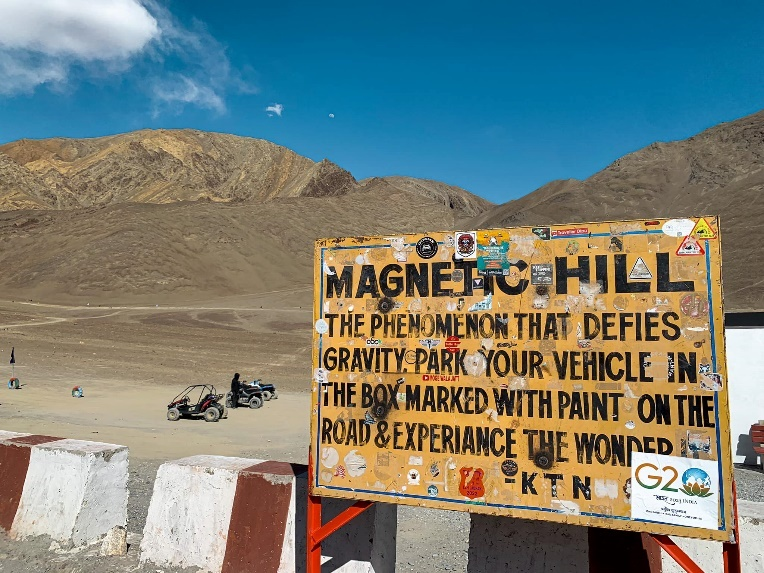 MAGNETIC HILL
THE PHENOMENON THAT DEFIES
GRAVITY. PARK YOUR VEHICLE IN
THE BOX MARKED WITH PAINT ON THE
ROAD & EXPERIANCE THE WONDER
-KTN
G20